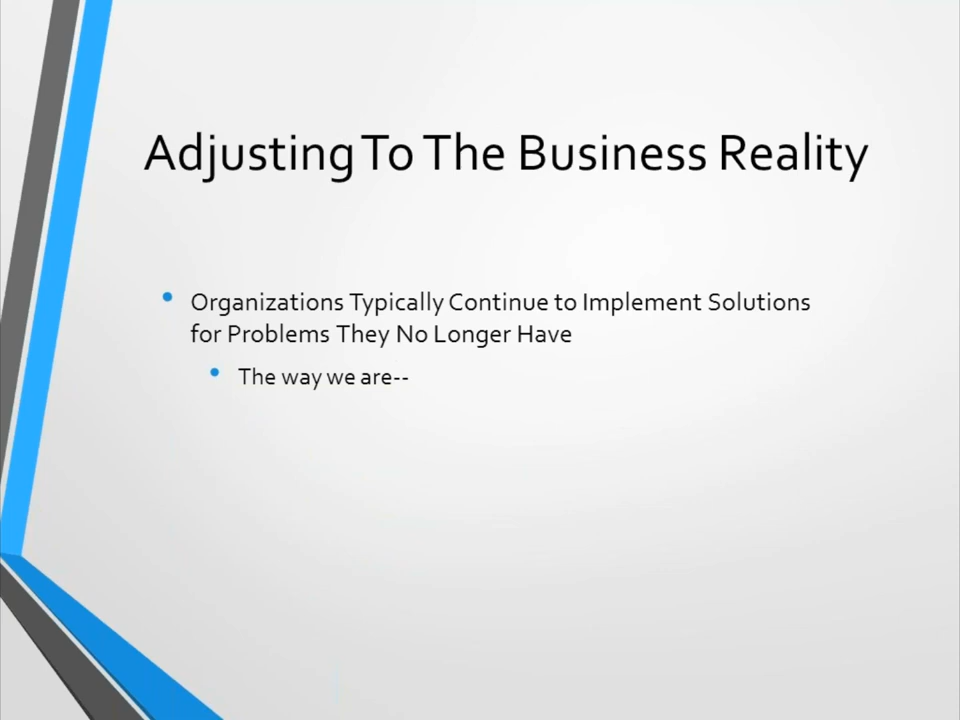 Adjusting To The Business Reality
• Organizations Typically Continue to Implement Solutions
for Problems They No Longer Have
• The way we are--